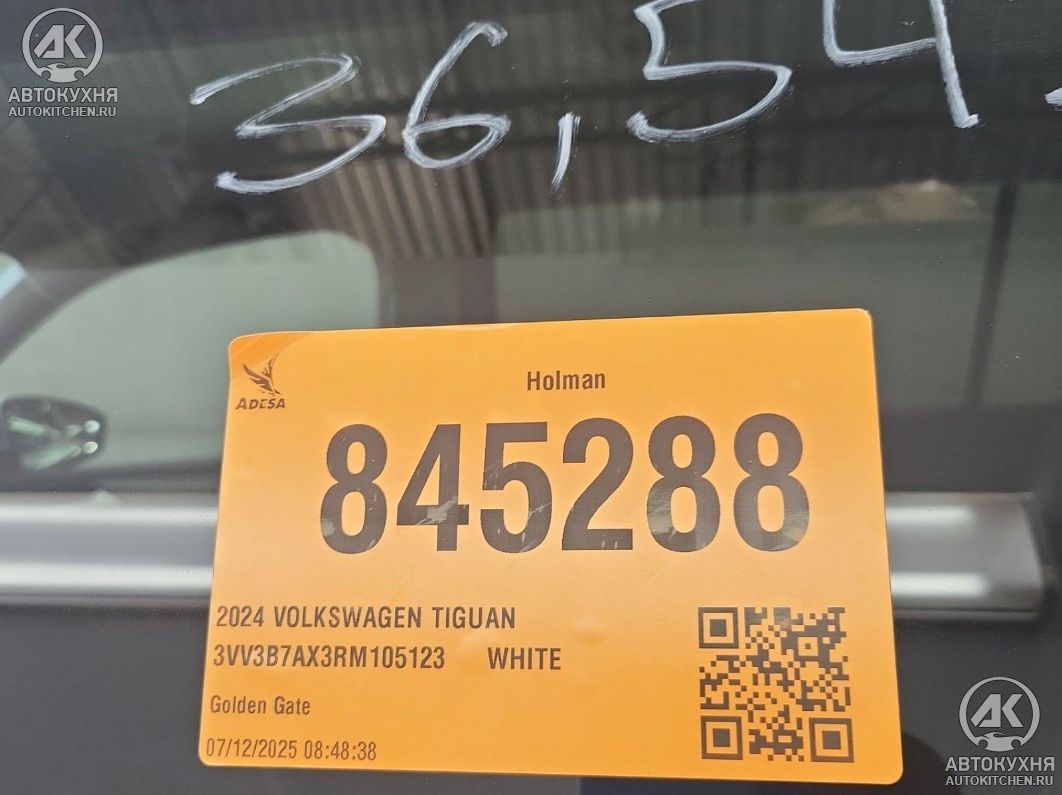 АВТОКУХНЯ
AUTOKITCHEN.RU
36,54
ADESA
Holman
845288
2024 VOLKSWAGEN TIGUAN
3VV3B7AX3RM105123 WHITE
Golden Gate
07/12/2025 08:48:38
АВТОКУХНЯ
AUTOKITCHEN.RU